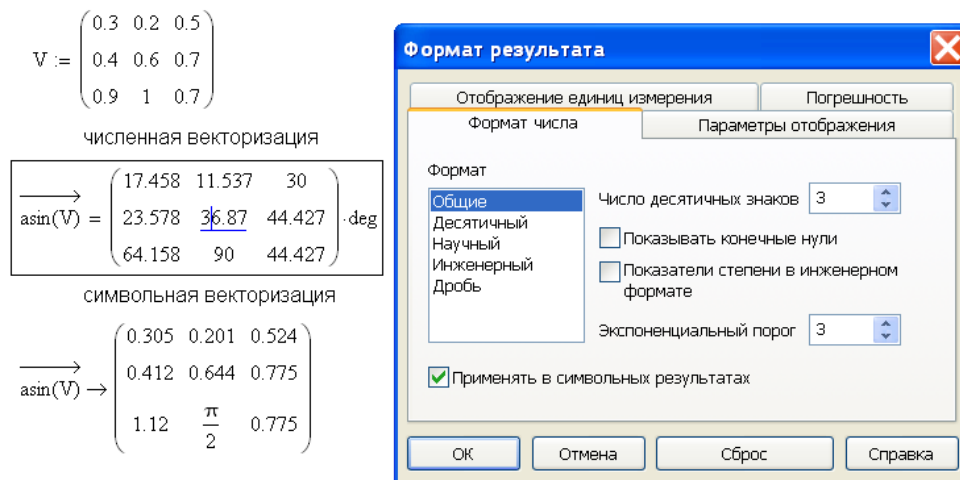 V := ( 0.3 0.2 0.5
0.4 0.6 0.7
0.9 1 0.7 )
численная векторизация
asin(V) = ( 17.458 11.537 30
23.578 36.87 44.427
64.158 90 44.427 ) ·deg
символьная векторизация
asin(V) → ( 0.305 0.201 0.524
0.412 0.644 0.775
1.12 π/2 0.775 )
Формат результата
Отображение единиц измерения
Погрешность
Формат числа
Параметры отображения
Формат
Общие
Десятичный
Научный
Инженерный
Дробь
Число десятичных знаков 3
Показывать конечные нули
Показатели степени в инженерном
формате
Экспоненциальный порог 3
Применять в символьных результатах
ОК
Отмена
Сброс
Справка